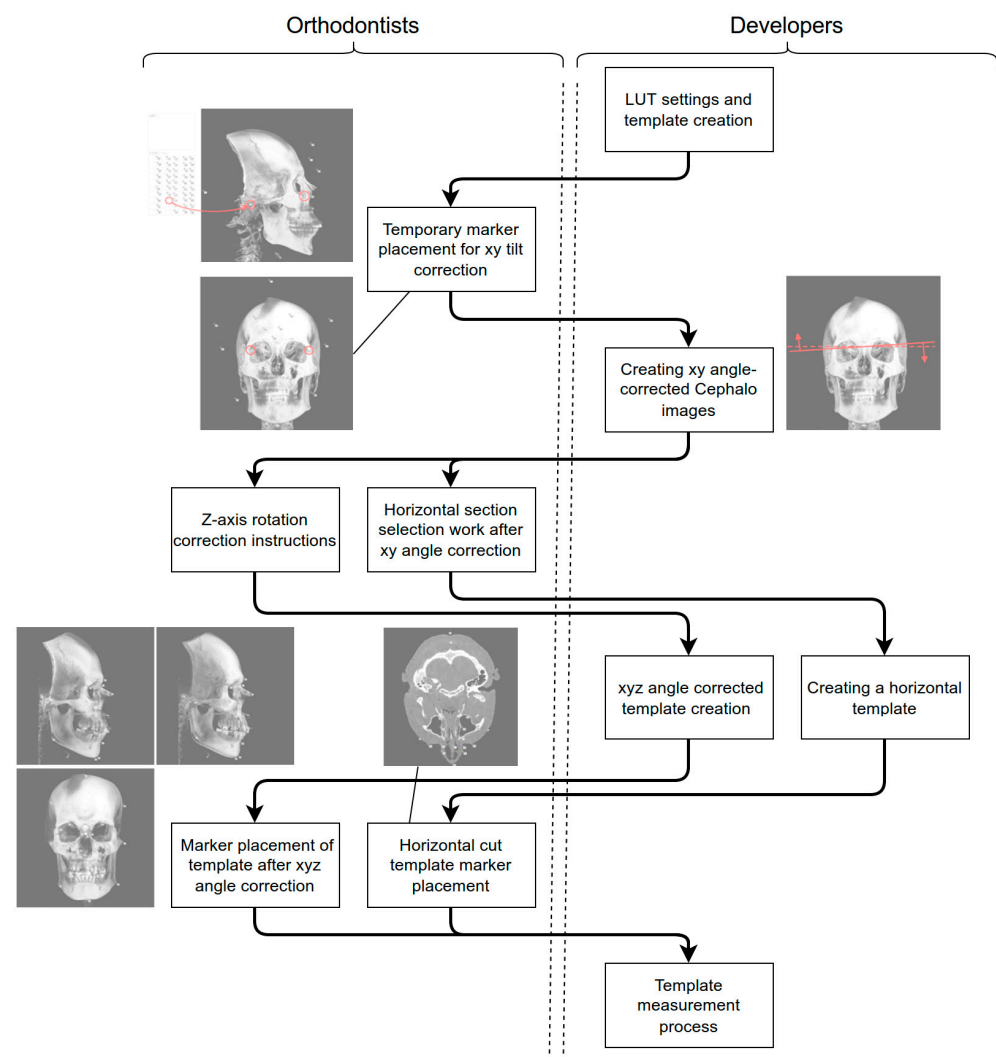 Orthodontists
Developers
LUT settings and
template creation
Temporary marker
placement for xy tilt
correction
Creating xy angle-
corrected Cephalo
images
Z-axis rotation
correction instructions
Horizontal section
selection work after
xy angle correction
xyz angle corrected
template creation
Creating a horizontal
template
Marker placement of
template after xyz
angle correction
Horizontal cut
template marker
placement
Template
measurement
process